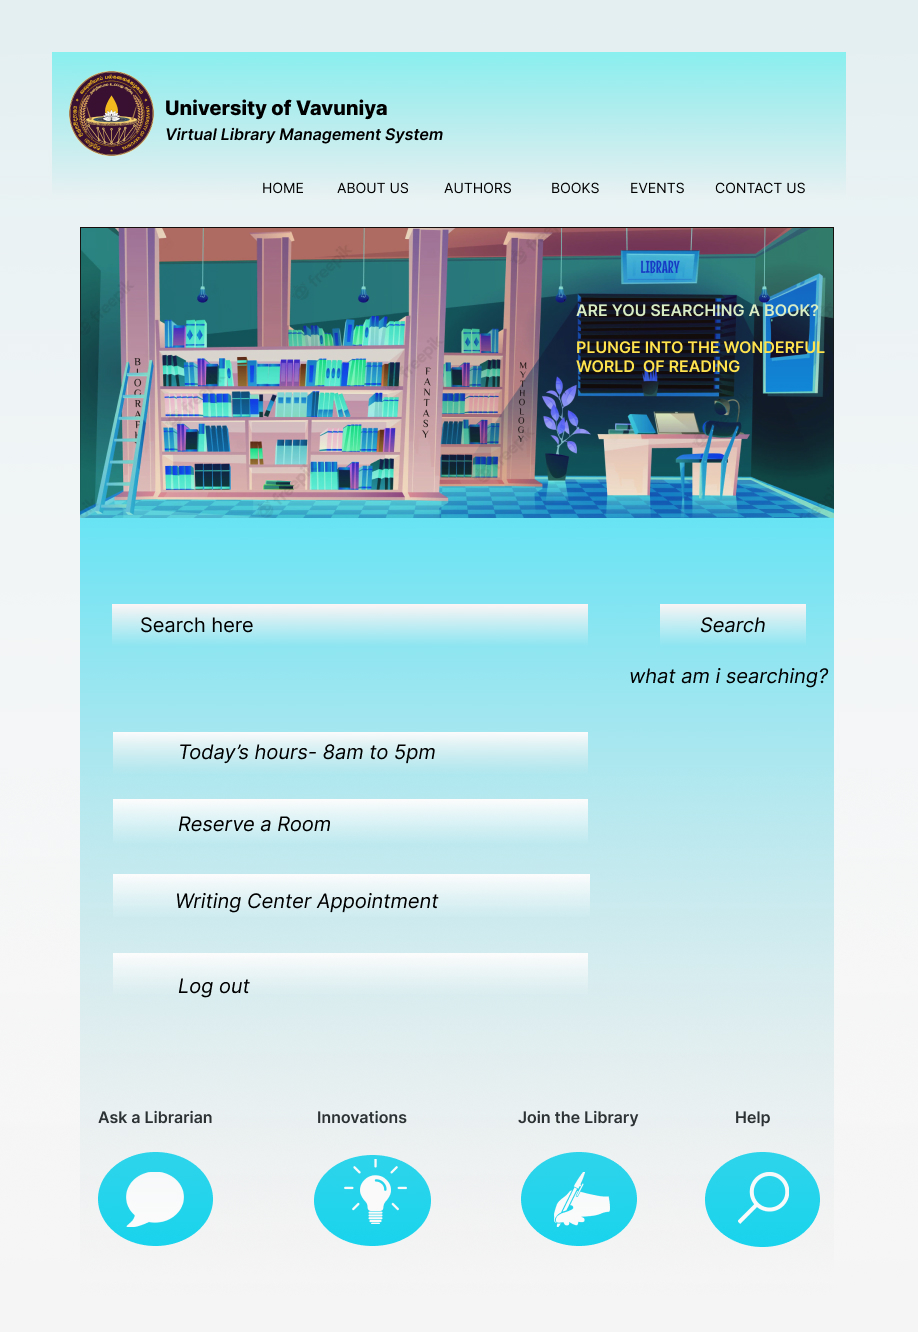 University of Vavuniya
Virtual Library Management System
HOME ABOUT US AUTHORS BOOKS EVENTS CONTACT US
LIBRARY
ARE YOU SEARCHING A BOOK?
PLUNGE INTO THE WONDERFUL
WORLD OF READING
FANTASY
MYTHOLOGY
freepik
Search here
Search
what am i searching?
Today’s hours- 8am to 5pm
Reserve a Room
Writing Center Appointment
Log out
Ask a Librarian Innovations Join the Library Help